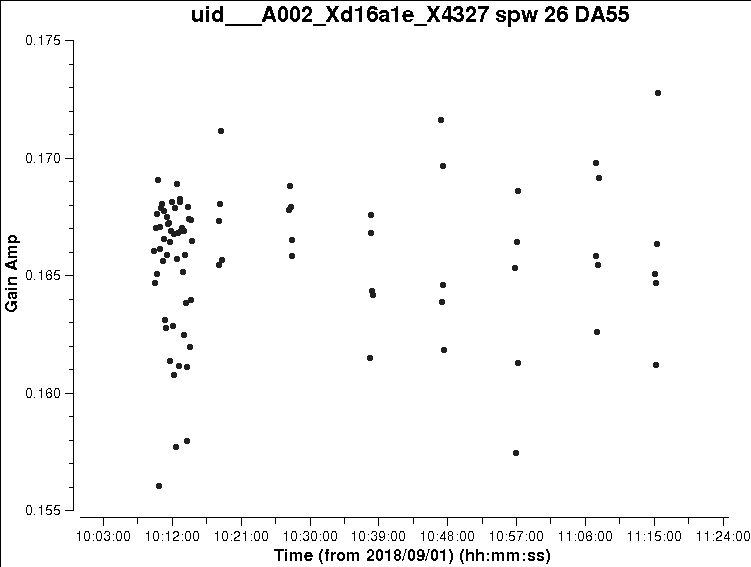 uid___A002_Xd16a1e_X4327 spw 26 DA55
0.175
0.170
0.165
0.160
0.155
Gain Amp
10:03:00 10:12:00 10:21:00 10:30:00 10:39:00 10:48:00 10:57:00 11:06:00 11:15:00 11:24:00
Time (from 2018/09/01) (hh:mm:ss)